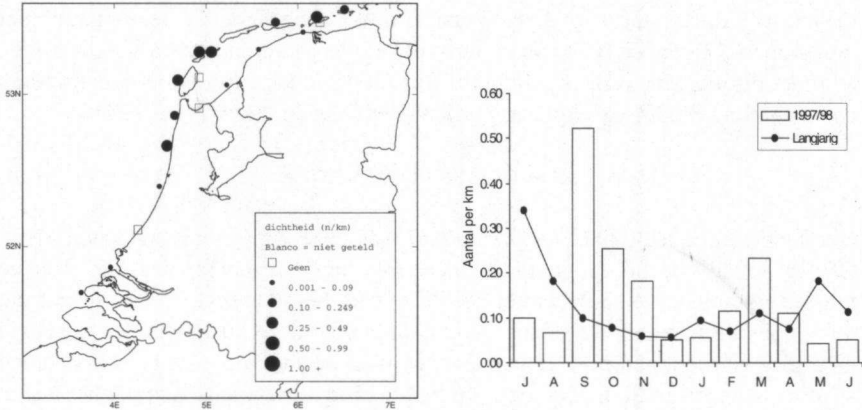 53N
52N
4E 5E 6E 7E
dichtheid (n/km)
Blanco = niet geteld
Geen
0.001 - 0.09
0.10 - 0.249
0.25 - 0.49
0.50 - 0.99
1.00 +
Aantal per km
0.60
0.50
0.40
0.30
0.20
0.10
0.00
J A S O N D J F M A M J
1997/98
Langjarig